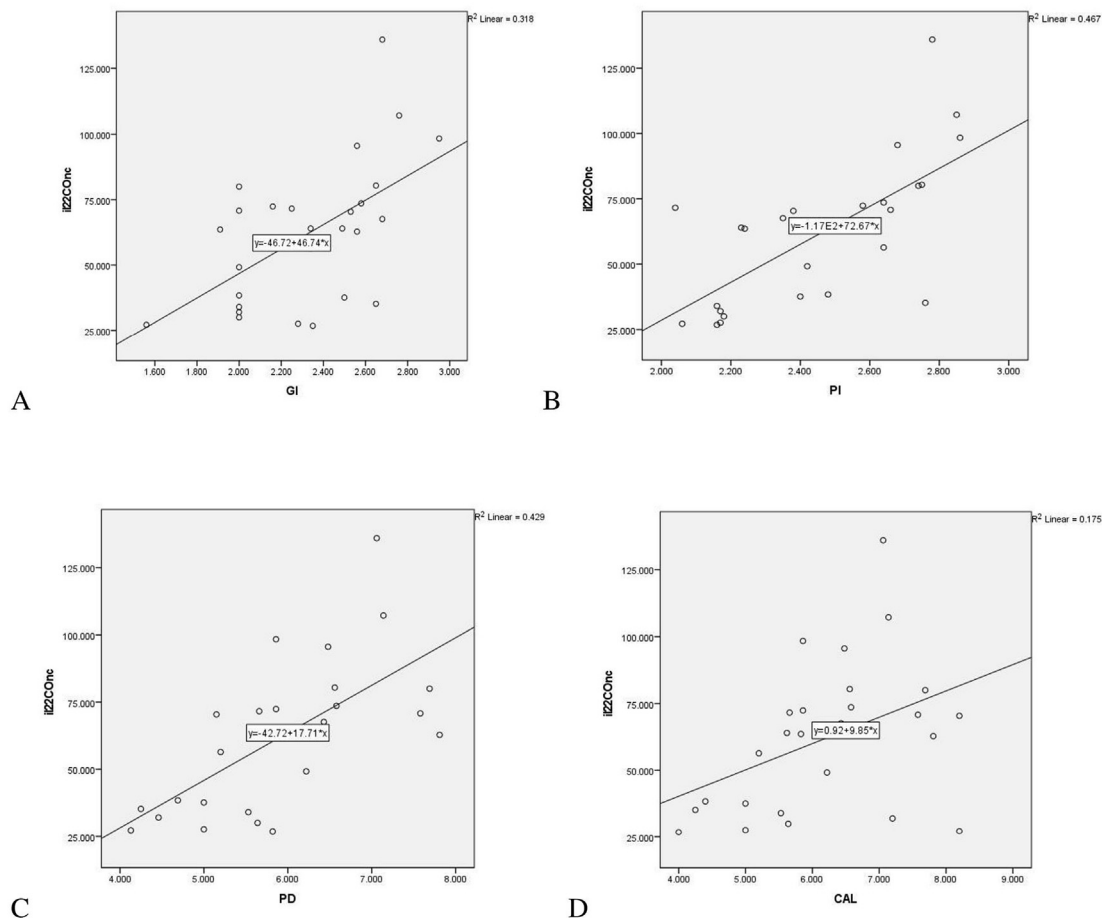 R² Linear = 0.318
125.000
100.000
75.000
50.000
25.000
il22COnc
y=-46.72+46.74*x
1.600 1.800 2.000 2.200 2.400 2.600 2.800 3.000
GI
A
R² Linear = 0.467
125.000
100.000
75.000
50.000
25.000
il22COnc
y=-1.17E2+72.67*x
2.000 2.200 2.400 2.600 2.800 3.000
PI
B
R² Linear = 0.429
125.000
100.000
75.000
50.000
25.000
il22COnc
y=-42.72+17.71*x
4.000 5.000 6.000 7.000 8.000
PD
C
R² Linear = 0.175
125.000
100.000
75.000
50.000
25.000
il22COnc
y=0.92+9.85*x
4.000 5.000 6.000 7.000 8.000 9.000
CAL
D